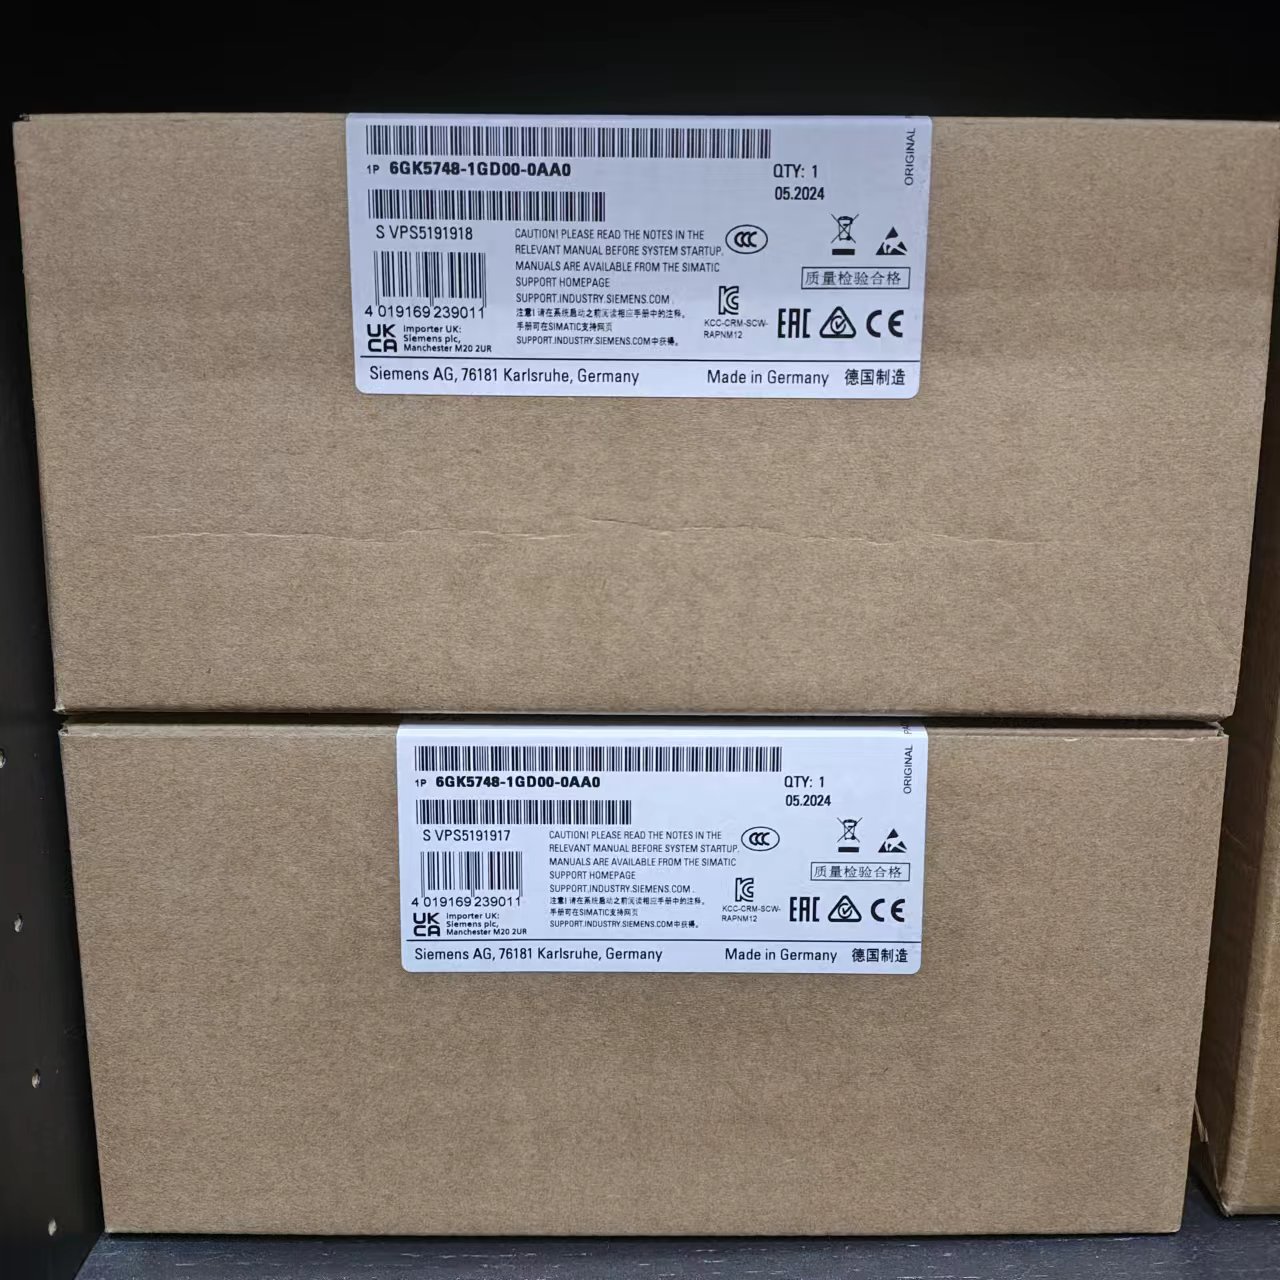 ORIGINAL
1P 6GK5748-1GD00-0AA0
QTY: 1
05.2024
S VPS5191918
CAUTION! PLEASE READ THE NOTES IN THE
RELEVANT MANUAL BEFORE SYSTEM STARTUP.
MANUALS ARE AVAILABLE FROM THE SIMATIC
SUPPORT HOMEPAGE
SUPPORT.INDUSTRY.SIEMENS.COM .
注意! 请在系统启动之前阅读相应手册中的注释。
手册可在SIMATIC支持网页
SUPPORT.INDUSTRY.SIEMENS.COM中获得。
CCC
质量检验合格
KC
KCC-CRM-SCW-
RAPNM12
EAC CE
4 019169 239011
UK
CA
Importer UK:
Siemens plc,
Manchester M20 2UR
Siemens AG, 76181 Karlsruhe, Germany
Made in Germany 德国制造
ORIGINAL
1P 6GK5748-1GD00-0AA0
QTY: 1
05.2024
S VPS5191917
CAUTION! PLEASE READ THE NOTES IN THE
RELEVANT MANUAL BEFORE SYSTEM STARTUP.
MANUALS ARE AVAILABLE FROM THE SIMATIC
SUPPORT HOMEPAGE
SUPPORT.INDUSTRY.SIEMENS.COM .
注意! 请在系统启动之前阅读相应手册中的注释。
手册可在SIMATIC支持网页
SUPPORT.INDUSTRY.SIEMENS.COM中获得。
CCC
质量检验合格
KC
KCC-CRM-SCW-
RAPNM12
EAC CE
4 019169 239011
UK
CA
Importer UK:
Siemens plc,
Manchester M20 2UR
Siemens AG, 76181 Karlsruhe, Germany
Made in Germany 德国制造